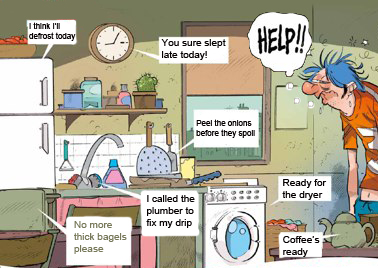 I think I'll
defrost today
You sure slept
late today!
HELP!!
Peel the onions
before they spoil
I called the
plumber to
fix my drip
Ready for
the dryer
No more
thick bagels
please
Coffee's
ready